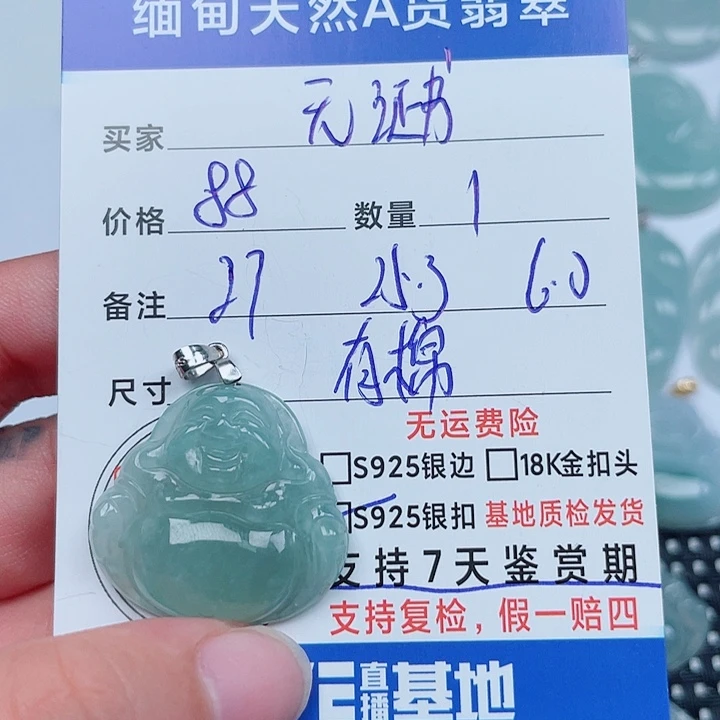 缅甸天然A货翡翠
买家 无证书
价格 88 数量 1
备注 27 25.3 6.0
尺寸 有棉
无运费险
□S925银边 □18K金扣头
S925银扣 基地质检发货
支持7天鉴赏期
支持复检，假一赔四
直播基地